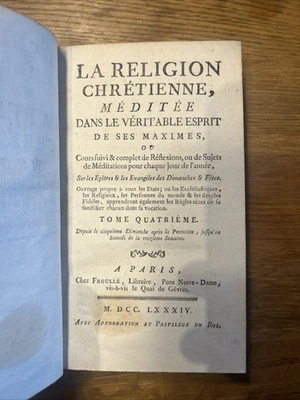 LA RELIGION
CHRÉTIENNE,
MÉDITÉE
DANS LE VÉRITABLE ESPRIT
DE SES MAXIMES,
OU
Cours suivi & complet de Réflexions, ou de Sujets
de Méditations pour chaque jour de l'année,
Sur les Epîtres & les Evangiles des Dimanches & Fêtes.
Ouvrage propre à tous les Etats; où les Ecclésiastiques,
les Religieux, les Personnes du monde & les simples
Fideles, apprendront également les Regles sûres de se
sanctifier chacun dans sa vocation.
TOME QUATRIÈME.
Depuis le cinquième Dimanche après la Pentecôte, jusqu'au
Samedi de la treizième Semaine.
A PARIS,
Chez FROULLÉ, Libraire, Pont Notre-Dame,
vis-à-vis le Quai de Gêvres.
M. DCC. LXXXIV.
AVEC APPROBATION ET PRIVILEGE DU ROI.